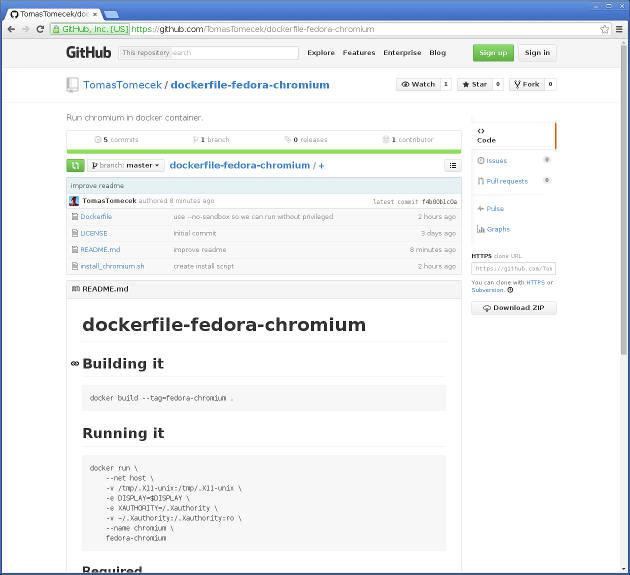 TomasTomecek/doc
GitHub, Inc. [US] https://github.com/TomasTomecek/dockerfile-fedora-chromium
GitHub This repository earch Explore Features Enterprise Blog Sign up Sign in
TomasTomecek / dockerfile-fedora-chromium Watch 1 Star 0 Fork 0
Run chromium in docker container.
5 commits 1 branch 0 releases 1 contributor
branch: master dockerfile-fedora-chromium / +
improve readme
TomasTomecek authored 8 minutes ago latest commit f4b00b1c0a
Dockerfile use --no-sandbox so we can run without privileged 2 hours ago
LICENSE Initial commit 3 days ago
README.md improve readme 8 minutes ago
install_chromium.sh create install script 2 hours ago
Code
Issues 0
Pull requests 0
Pulse
Graphs
HTTPS clone URL
https://github.com/Tom
You can clone with HTTPS or
Subversion.
Download ZIP
README.md
dockerfile-fedora-chromium
Building it
docker build --tag=fedora-chromium .
Running it
docker run \
--net host \
-v /tmp/.X11-unix:/tmp/.X11-unix \
-e DISPLAY=$DISPLAY \
-e XAUTHORITY=/.Xauthority \
-v ~/.Xauthority:/.Xauthority:ro \
--name chromium \
fedora-chromium
Required